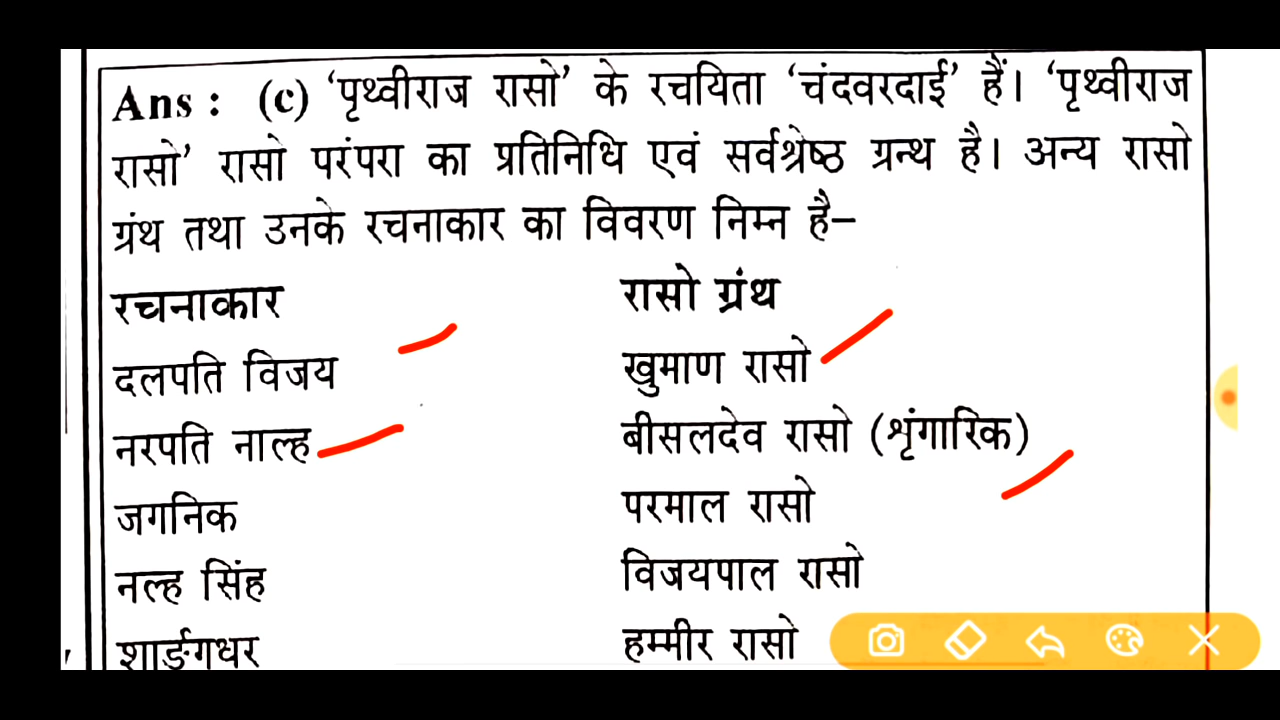 Ans : (c) ‘पृथ्वीराज रासो’ के रचयिता ‘चंदवरदाई’ हैं। ‘पृथ्वीराज
रासो’ रासो परंपरा का प्रतिनिधि एवं सर्वश्रेष्ठ ग्रन्थ है। अन्य रासो
ग्रंथ तथा उनके रचनाकार का विवरण निम्न है–
रचनाकार रासो ग्रंथ
दलपति विजय खुमाण रासो
नरपति नाल्ह बीसलदेव रासो (शृंगारिक)
जगनिक परमाल रासो
नल्ह सिंह विजयपाल रासो
शार्ङगधर हम्मीर रासो